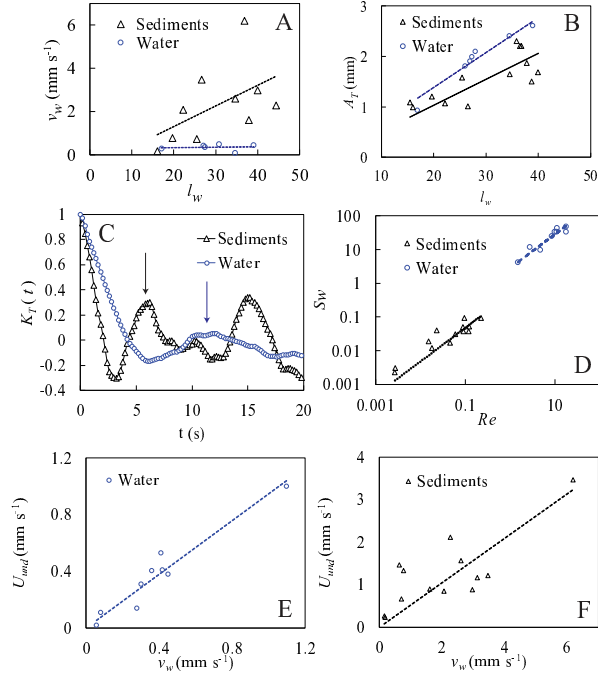 A
Sediments
Water
v_w (mm s⁻¹)
6
4
2
0
0 10 20 30 40 50
l_w
B
Sediments
Water
A_T (mm)
3
2
1
0
10 20 30 40 50
l_w
C
Sediments
Water
K_T (t)
1
0.8
0.6
0.4
0.2
0
-0.2
-0.4
0 5 10 15 20
t (s)
Sediments
Water
Sw
100
10
1
0.1
0.01
0.001
0.001 0.1 10
Re
D
Water
U_und (mm s⁻¹)
1.2
0.8
0.4
0
0 0.4 0.8 1.2
v_w (mm s⁻¹)
E
Sediments
U_und (mm s⁻¹)
4
3
2
1
0
0 2 4 6
v_w (mm s⁻¹)
F